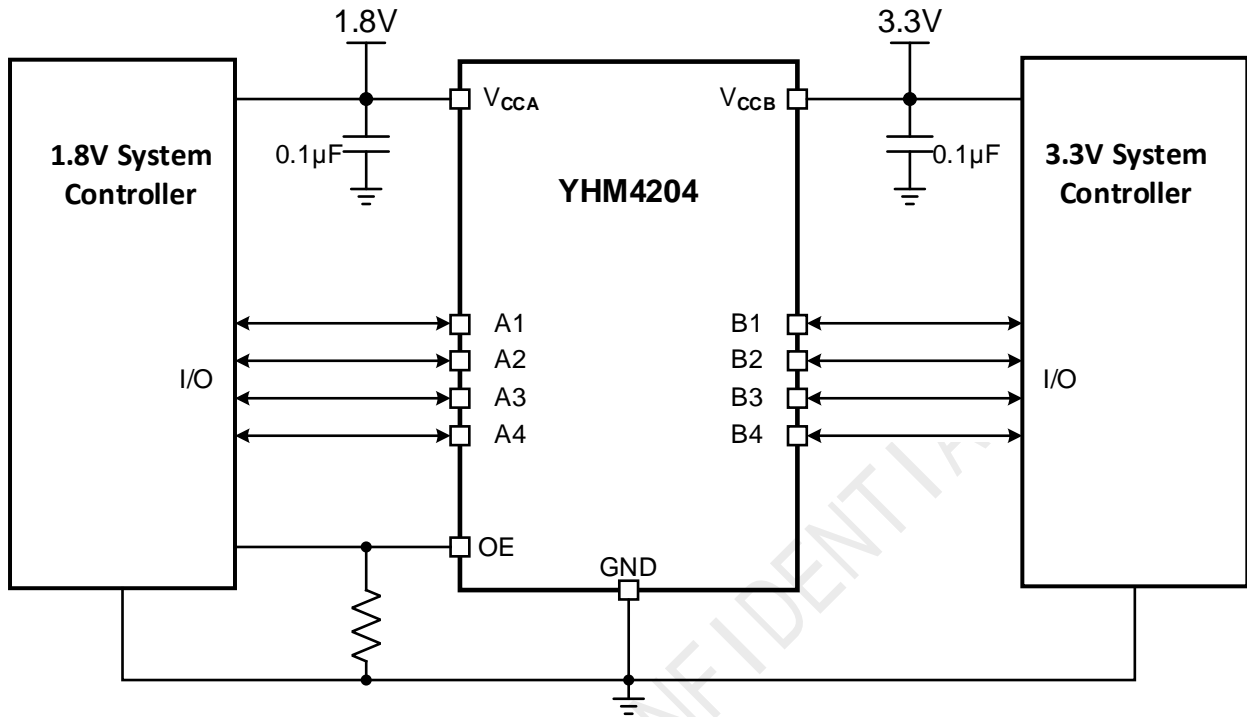 1.8V
3.3V
VCCA
VCCB
0.1µF
0.1µF
1.8V System
Controller
YHM4204
3.3V System
Controller
A1
B1
A2
B2
I/O
I/O
A3
B3
A4
B4
OE
GND
CONFIDENTIAL